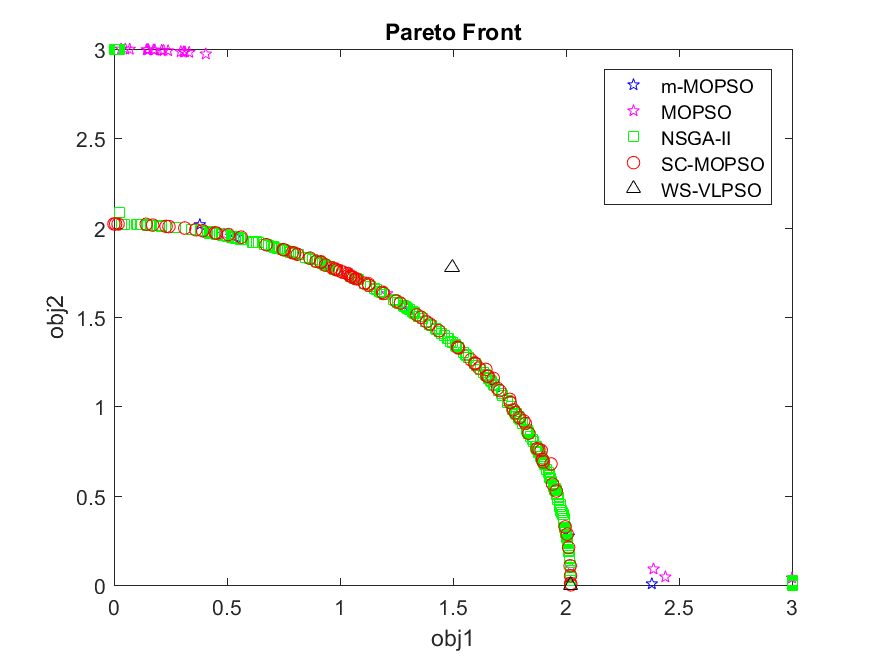 Pareto Front
m-MOPSO
MOPSO
NSGA-II
SC-MOPSO
WS-VLPSO
3
2.5
2
1.5
1
0.5
0
obj2
0
0.5
1
1.5
2
2.5
3
obj1